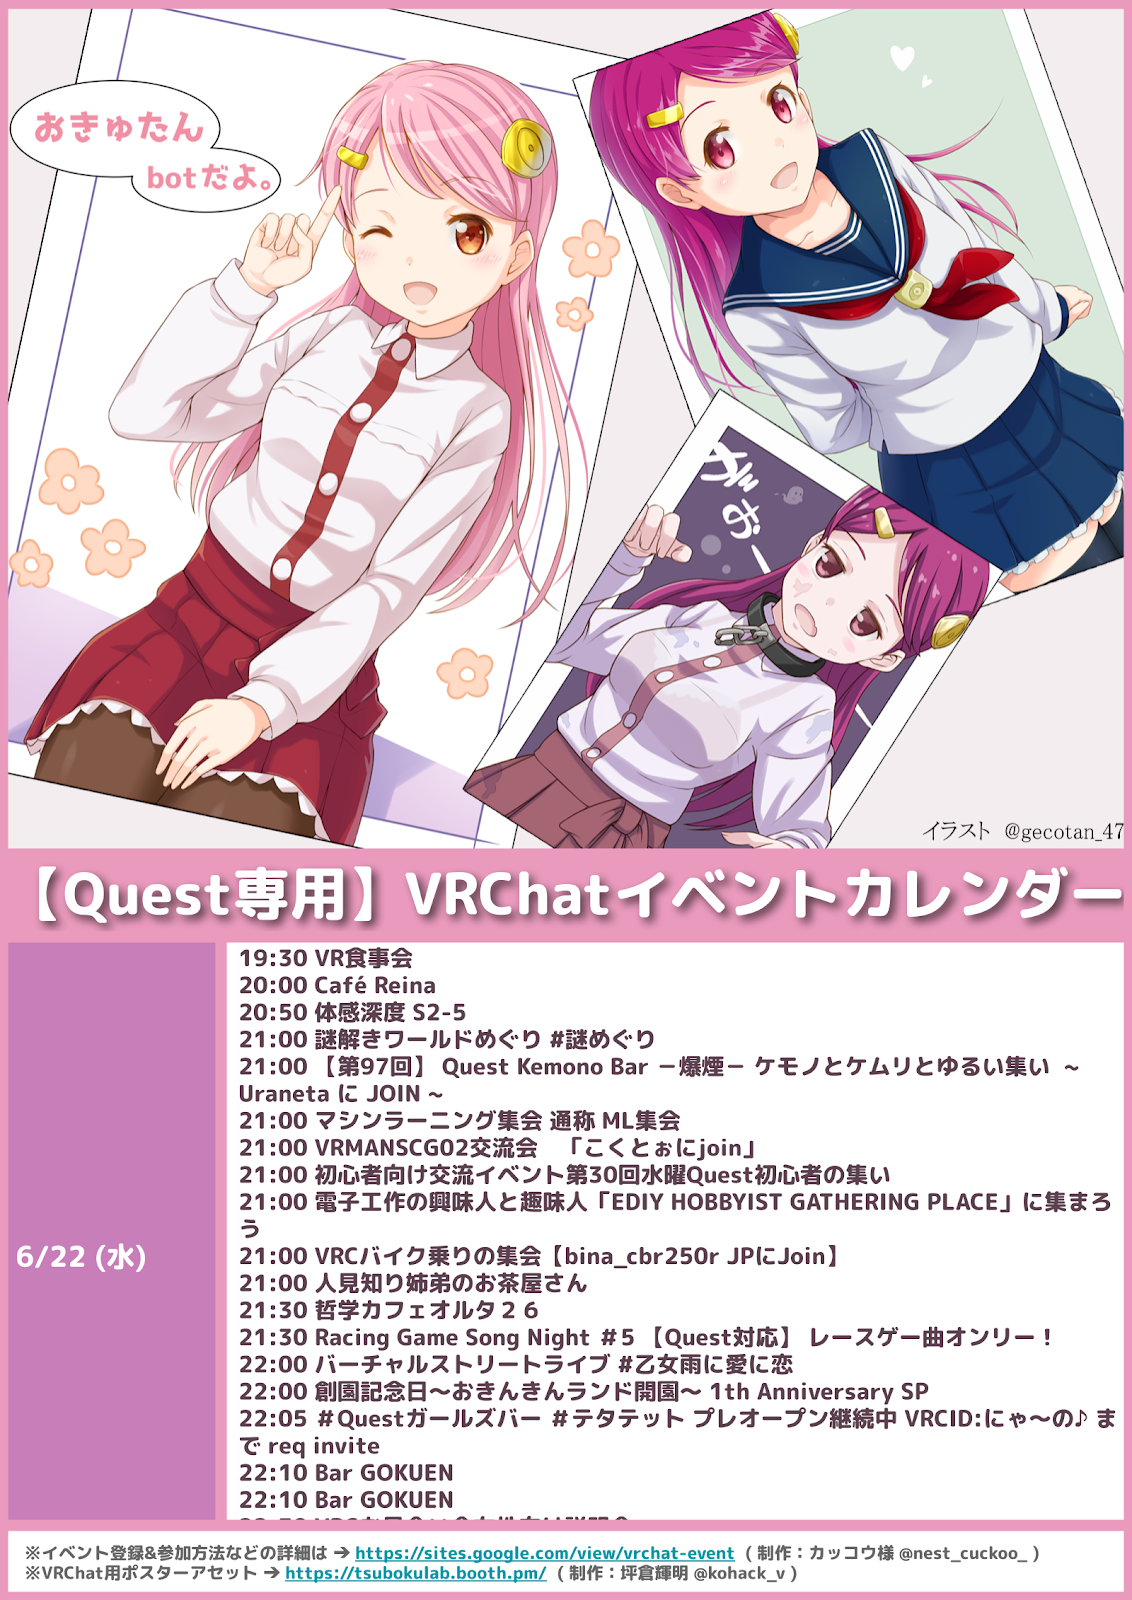 おきゅたん
botだよ。
がおー
イラスト @gecotan_47
【Quest専用】VRChatイベントカレンダー
6/22 (水)
19:30 VR食事会
20:00 Café Reina
20:50 体感深度 S2-5
21:00 謎解きワールドめぐり #謎めぐり
21:00 【第97回】 Quest Kemono Bar －爆煙－ ケモノとケムリとゆるい集い ～
Uraneta に JOIN ～
21:00 マシンラーニング集会 通称 ML集会
21:00 VRMANSCG02交流会　「こくとぉにjoin」
21:00 初心者向け交流イベント第30回水曜Quest初心者の集い
21:00 電子工作の興味人と趣味人「EDIY HOBBYIST GATHERING PLACE」に集まろ
う
21:00 VRCバイク乗りの集会【bina_cbr250r JPにJoin】
21:00 人見知り姉弟のお茶屋さん
21:30 哲学カフェオルタ２６
21:30 Racing Game Song Night ＃5 【Quest対応】 レースゲー曲オンリー！
22:00 バーチャルストリートライブ #乙女雨に愛に恋
22:00 創園記念日～おきんきんランド開園～ 1th Anniversary SP
22:05 ＃Questガールズバー ＃テタテット プレオープン継続中 VRCID:にゃ～の♪ ま
で req invite
22:10 Bar GOKUEN
22:10 Bar GOKUEN
※イベント登録&参加方法などの詳細は ➔ https://sites.google.com/view/vrchat-event ( 制作：カッコウ様 @nest_cuckoo_ )
※VRChat用ポスターアセット ➔ https://tsubokulab.booth.pm/ ( 制作：坪倉輝明 @kohack_v )